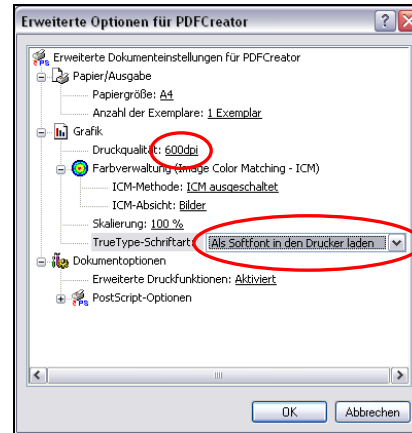 Erweiterte Optionen für PDFCreator
Erweiterte Dokumenteinstellungen für PDFCreator
Papier/Ausgabe
Papiergröße: A4
Anzahl der Exemplare: 1 Exemplar
Grafik
Druckqualität: 600dpi
Farbverwaltung (Image Color Matching - ICM)
ICM-Methode: ICM ausgeschaltet
ICM-Absicht: Bilder
Skalierung: 100 %
TrueType-Schriftart: Als Softfont in den Drucker laden
Dokumentoptionen
Erweiterte Druckfunktionen: Aktiviert
PostScript-Optionen
OK Abbrechen